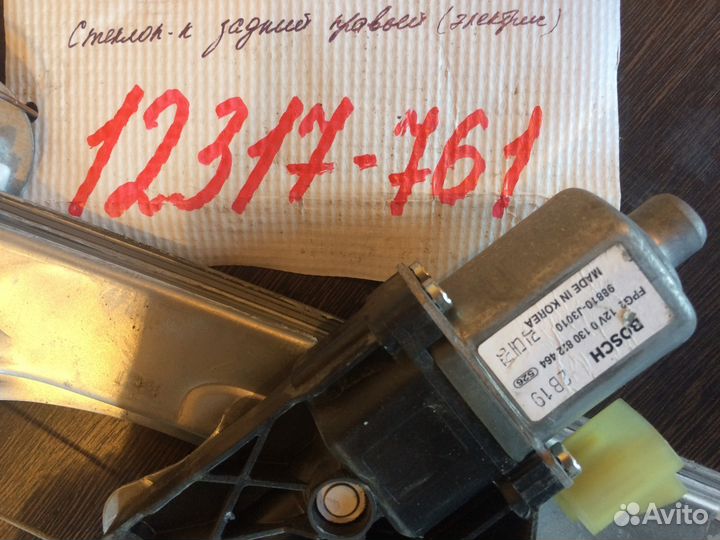 Стеклоп-к задний правый (электрич)
12317-761
BOSCH
FPG2 12V 0 130 822 464 S26
98810-J3010
MADE IN KOREA
2B19
Avito